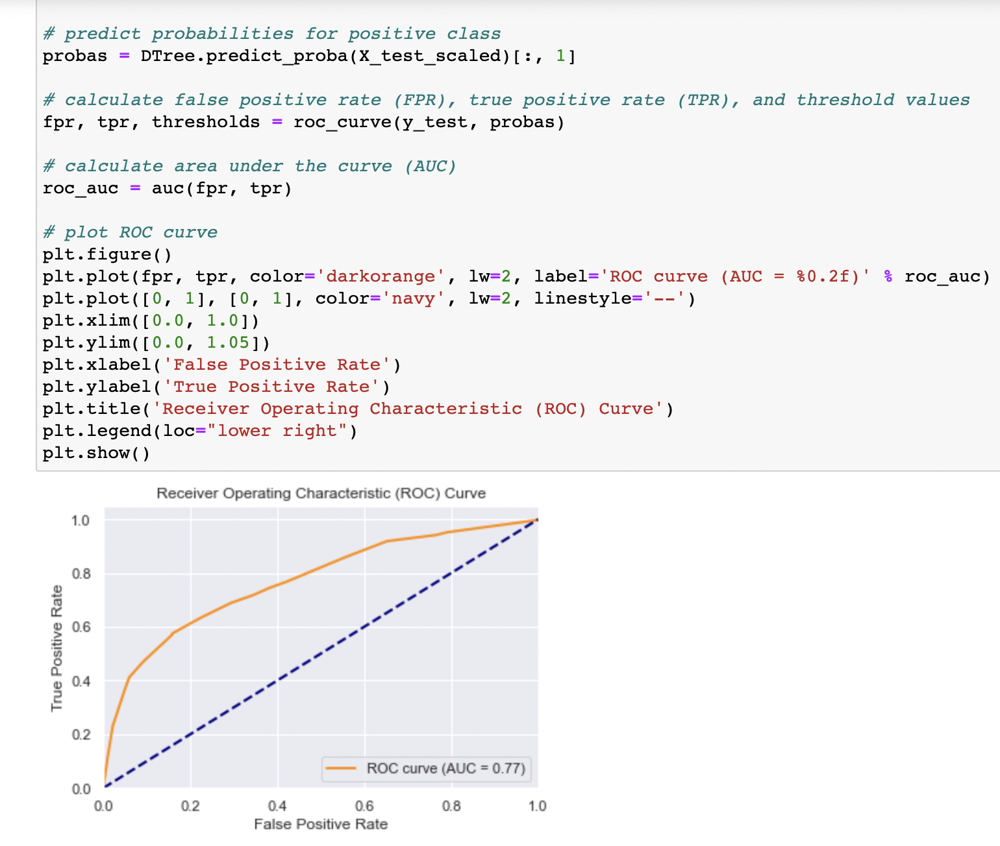 # predict probabilities for positive class
probas = DTree.predict_proba(X_test_scaled)[:, 1]
# calculate false positive rate (FPR), true positive rate (TPR), and threshold values
fpr, tpr, thresholds = roc_curve(y_test, probas)
# calculate area under the curve (AUC)
roc_auc = auc(fpr, tpr)
# plot ROC curve
plt.figure()
plt.plot(fpr, tpr, color='darkorange', lw=2, label='ROC curve (AUC = %0.2f)' % roc_auc)
plt.plot([0, 1], [0, 1], color='navy', lw=2, linestyle='--')
plt.xlim([0.0, 1.0])
plt.ylim([0.0, 1.05])
plt.xlabel('False Positive Rate')
plt.ylabel('True Positive Rate')
plt.title('Receiver Operating Characteristic (ROC) Curve')
plt.legend(loc="lower right")
plt.show()
Receiver Operating Characteristic (ROC) Curve
True Positive Rate
1.0
0.8
0.6
0.4
0.2
0.0
ROC curve (AUC = 0.77)
0.0 0.2 0.4 0.6 0.8 1.0
False Positive Rate